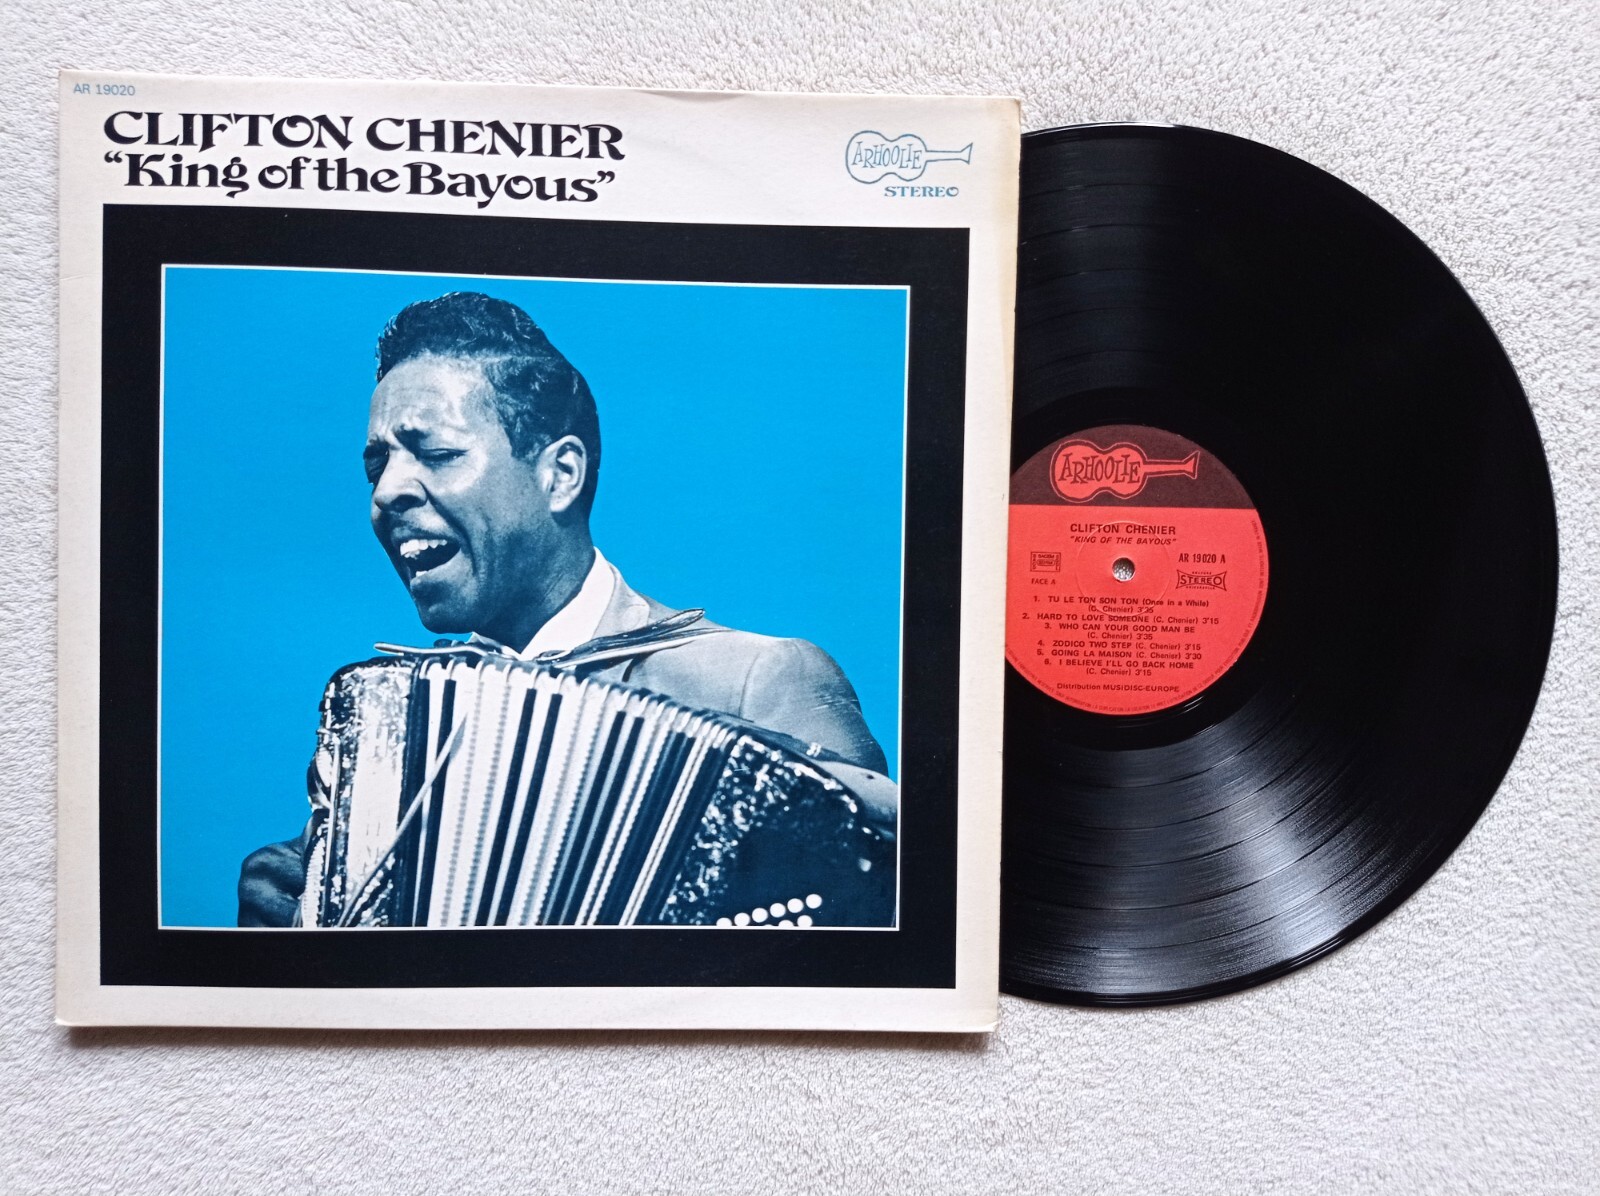 AR 19020
CLIFTON CHENIER
"King of the Bayous"
ARHOOLIE
STEREO
ARHOOLIE
CLIFTON CHENIER
"KING OF THE BAYOUS"
AR 19020 A
STEREO
FACE A
1. TU LE TON SON TON (Once in a While)
(C. Chenier) 3'35
2. HARD TO LOVE SOMEONE (C. Chenier) 3'15
3. WHO CAN YOUR GOOD MAN BE
(C. Chenier) 3'35
4. ZODICO TWO STEP (C. Chenier) 3'15
5. GOING LA MAISON (C. Chenier) 3'30
6. I BELIEVE I'LL GO BACK HOME
(C. Chenier) 3'15
Distribution MUSIDISC-EUROPE